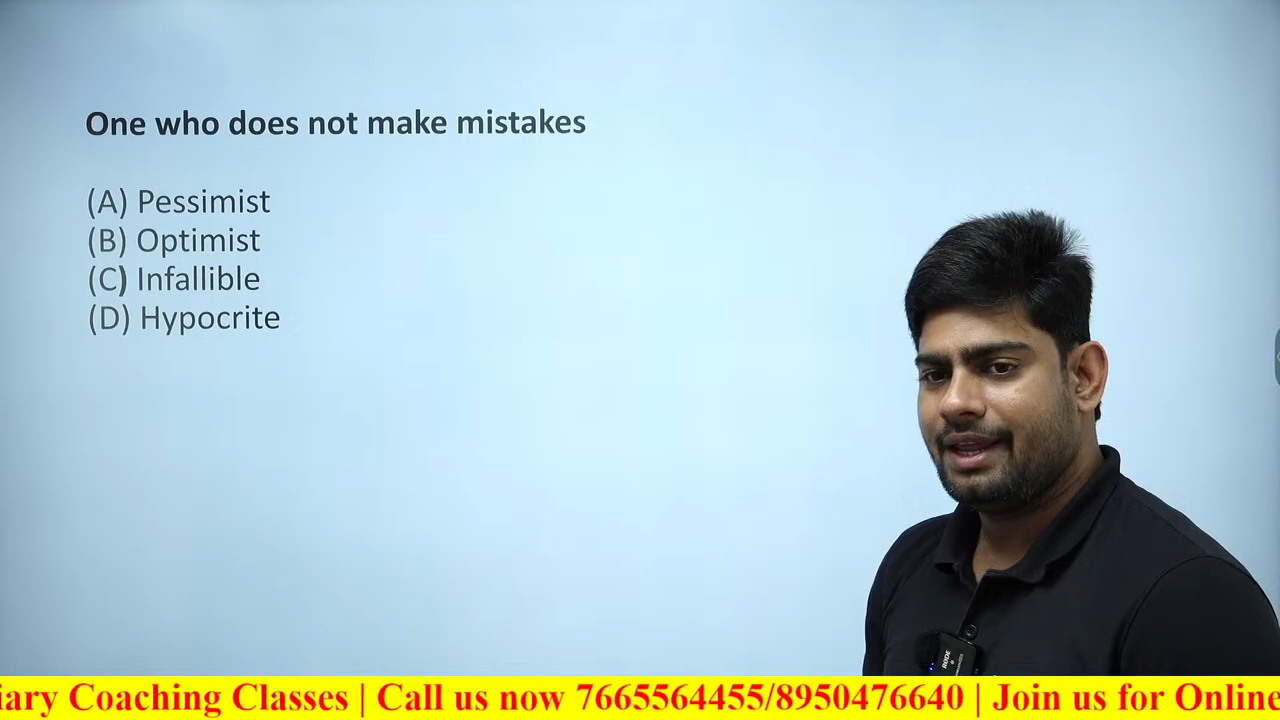 One who does not make mistakes
(A) Pessimist
(B) Optimist
(C) Infallible
(D) Hypocrite
RØDE
iary Coaching Classes | Call us now 7665564455/8950476640 | Join us for Online